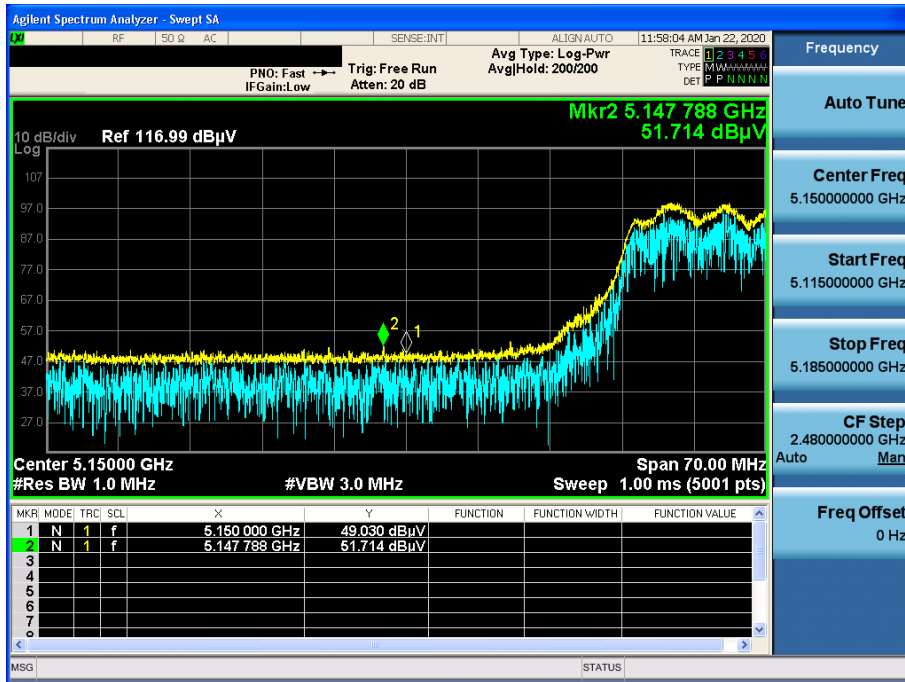 Agilent Spectrum Analyzer - Swept SA
LXI RF 50 Ω AC SENSE:INT ALIGN AUTO 11:58:04 AM Jan 22, 2020
PNO: Fast
IFGain:Low
Trig: Free Run
Atten: 20 dB
Avg Type: Log-Pwr
Avg|Hold: 200/200
TRACE 1 2 3 4 5 6
TYPE MWWWWW
DET P P N N N N
Frequency
Auto Tune
Center Freq
5.150000000 GHz
Start Freq
5.115000000 GHz
Stop Freq
5.185000000 GHz
CF Step
2.480000000 GHz
Auto Man
Freq Offset
0 Hz
Mkr2 5.147 788 GHz
51.714 dBµV
10 dB/div Ref 116.99 dBµV
Log
107
97.0
87.0
77.0
67.0
57.0
47.0
37.0
27.0
2
1
Center 5.15000 GHz Span 70.00 MHz
#Res BW 1.0 MHz #VBW 3.0 MHz Sweep 1.00 ms (5001 pts)
MKR MODE TRC SCL X Y FUNCTION FUNCTION WIDTH FUNCTION VALUE
1 N 1 f 5.150 000 GHz 49.030 dBµV
2 N 1 f 5.147 788 GHz 51.714 dBµV
3
4
5
6
7
MSG STATUS